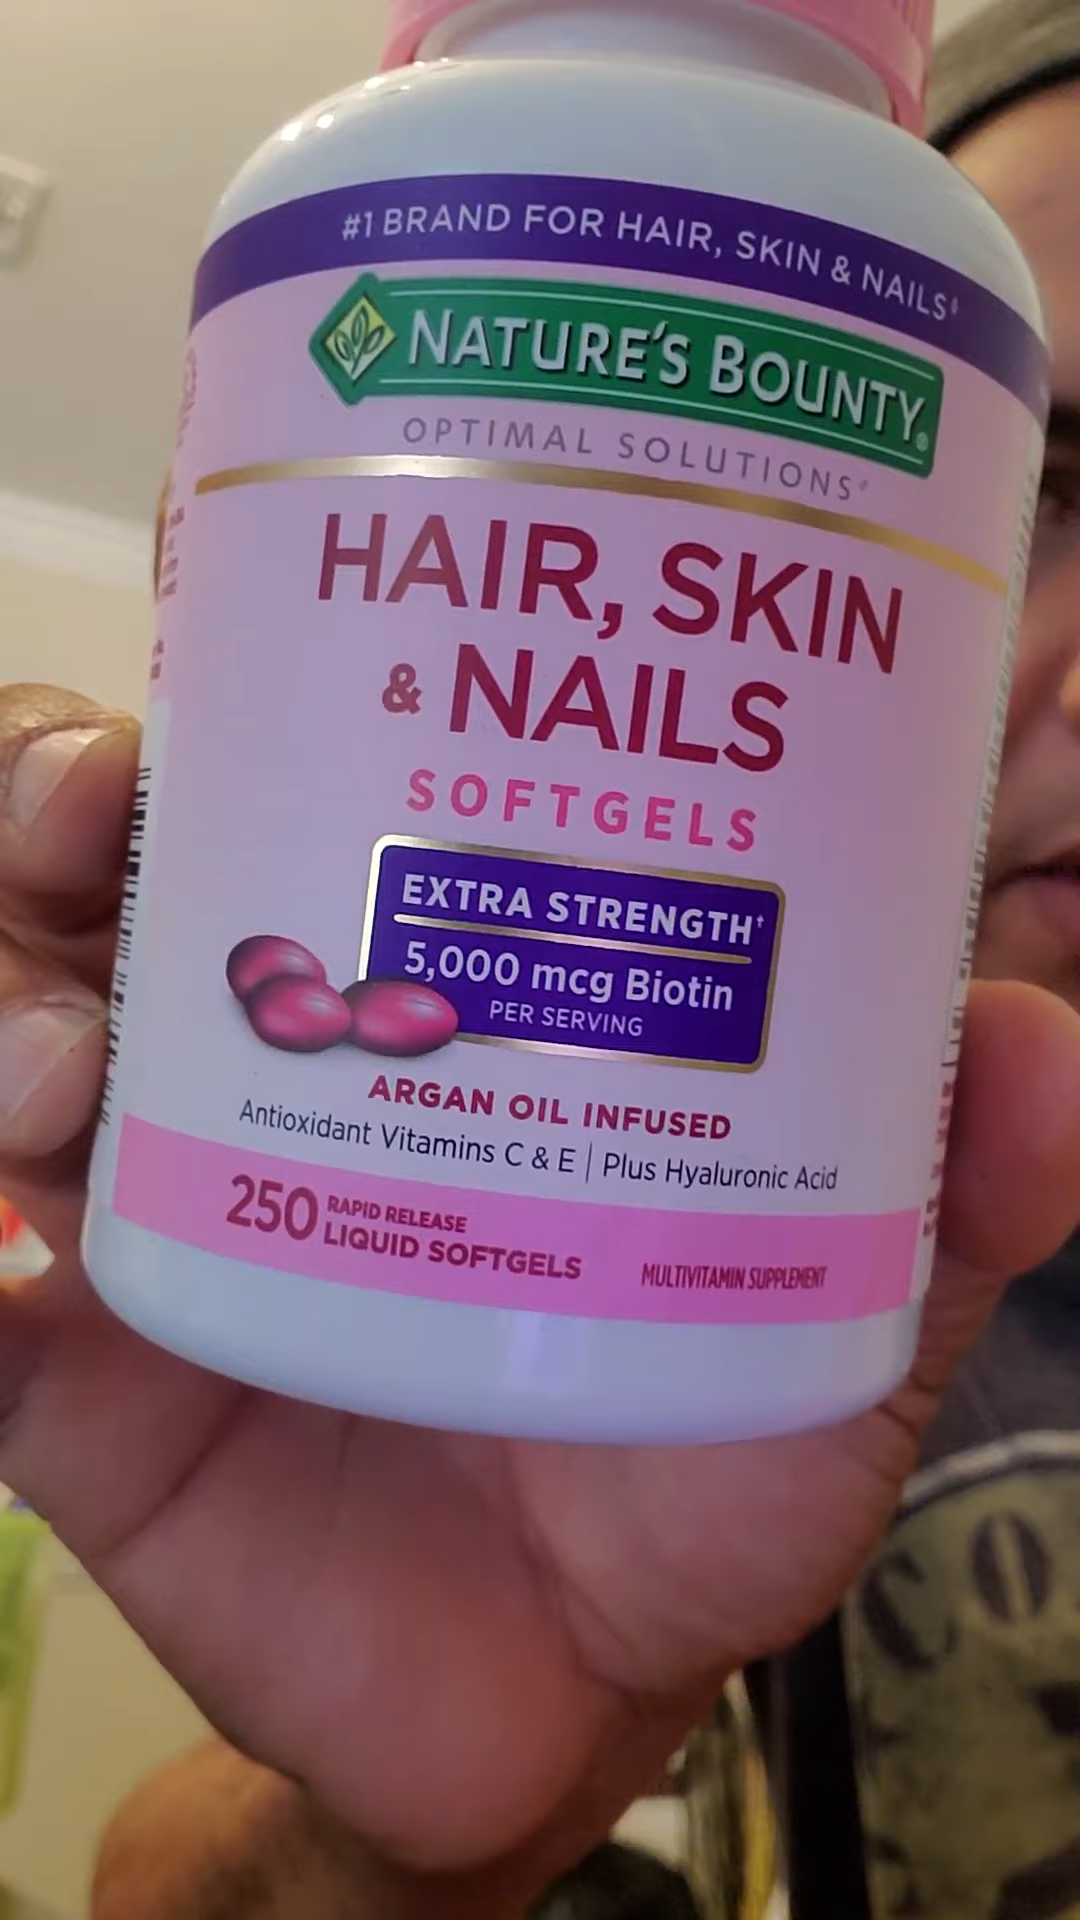 #1 BRAND FOR HAIR, SKIN & NAILS◊
NATURE'S BOUNTY®
OPTIMAL SOLUTIONS®
HAIR, SKIN
& NAILS
SOFTGELS
EXTRA STRENGTH†
5,000 mcg Biotin
PER SERVING
ARGAN OIL INFUSED
Antioxidant Vitamins C & E | Plus Hyaluronic Acid
250 RAPID RELEASE
LIQUID SOFTGELS
MULTIVITAMIN SUPPLEMENT
CO